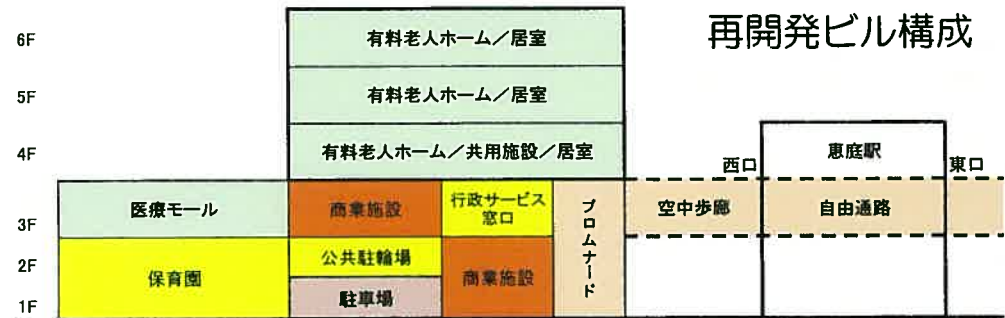 再開発ビル構成
6F
有料老人ホーム／居室
5F
有料老人ホーム／居室
4F
有料老人ホーム／共用施設／居室
西口
恵庭駅
東口
3F
医療モール
商業施設
行政サービス
窓口
プロムナード
空中歩廊
自由通路
2F
保育園
公共駐輪場
商業施設
1F
駐車場